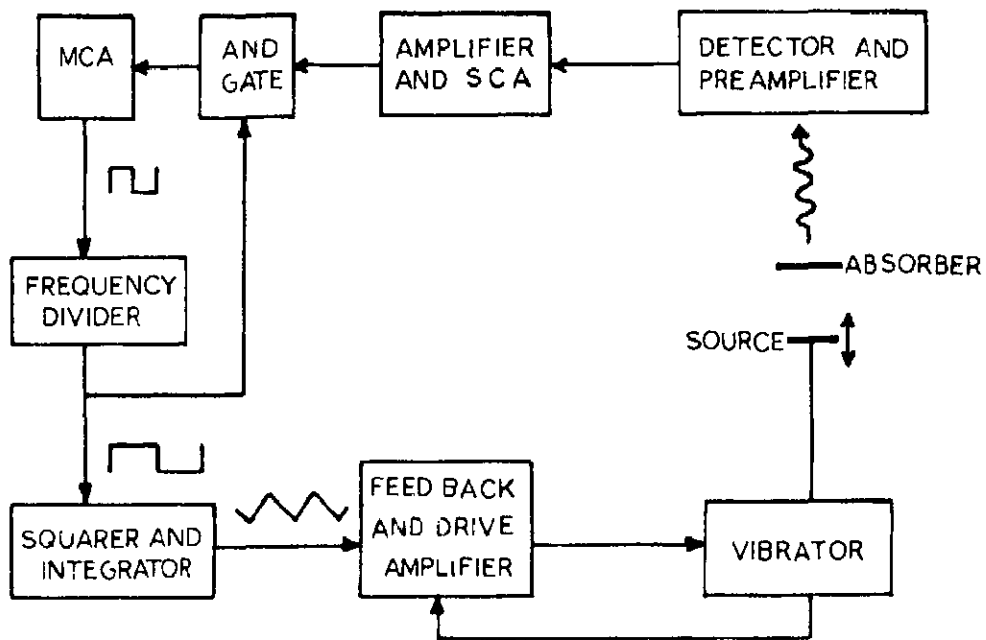 MCA
AND
GATE
AMPLIFIER
AND SCA
DETECTOR AND
PREAMPLIFIER
ABSORBER
SOURCE
FREQUENCY
DIVIDER
SQUARER AND
INTEGRATOR
FEED BACK
AND DRIVE
AMPLIFIER
VIBRATOR